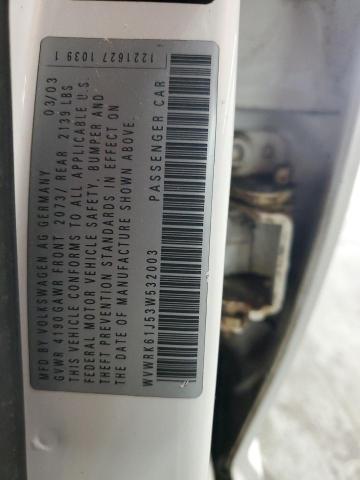 MFD BY VOLKSWAGEN AG GERMANY 03/03
GVWR 4190 GAWR FRONT 2073/ REAR 2139 LBS
THIS VEHICLE CONFORMS TO ALL APPLICABLE U.S.
FEDERAL MOTOR VEHICLE SAFETY, BUMPER AND
THEFT PREVENTION STANDARDS IN EFFECT ON
DATE OF MANUFACTURE SHOWN ABOVE.
1221627 1039 1
WVWRK61J53W532003 PASSENGER CAR